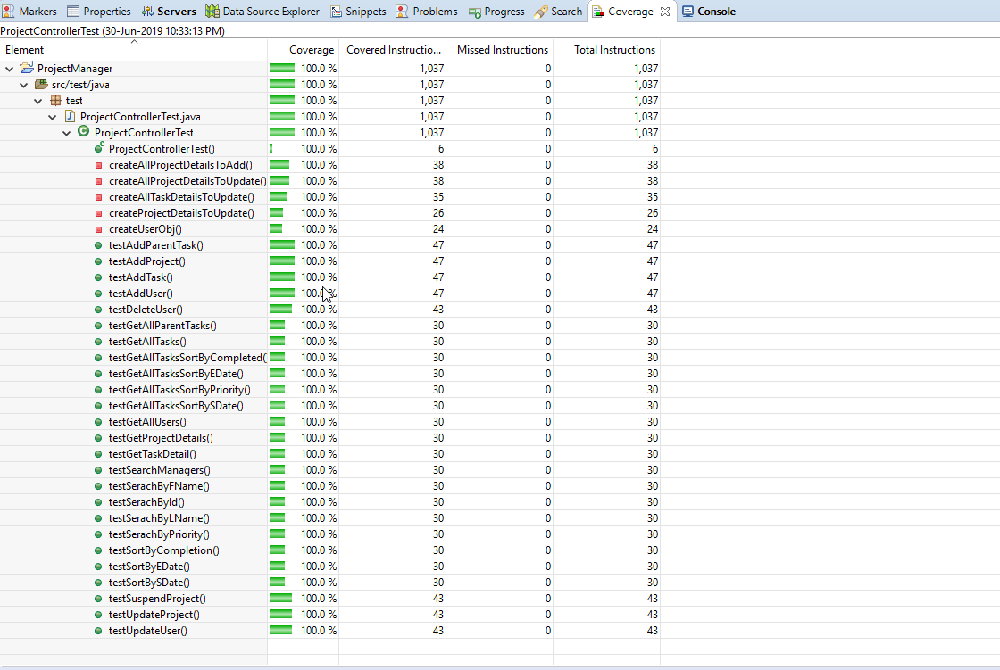 Markers Properties Servers Data Source Explorer Snippets Problems Progress Search Coverage Console
ProjectControllerTest (30-Jun-2019 10:33:13 PM)
Element Coverage Covered Instructio... Missed Instructions Total Instructions
ProjectManager 100.0 % 1,037 0 1,037
src/test/java 100.0 % 1,037 0 1,037
test 100.0 % 1,037 0 1,037
ProjectControllerTest.java 100.0 % 1,037 0 1,037
ProjectControllerTest 100.0 % 1,037 0 1,037
ProjectControllerTest() 100.0 % 6 0 6
createAllProjectDetailsToAdd() 100.0 % 38 0 38
createAllProjectDetailsToUpdate() 100.0 % 38 0 38
createAllTaskDetailsToUpdate() 100.0 % 35 0 35
createProjectDetailsToUpdate() 100.0 % 26 0 26
createUserObj() 100.0 % 24 0 24
testAddParentTask() 100.0 % 47 0 47
testAddProject() 100.0 % 47 0 47
testAddTask() 100.0 % 47 0 47
testAddUser() 100.0 % 47 0 47
testDeleteUser() 100.0 % 43 0 43
testGetAllParentTasks() 100.0 % 30 0 30
testGetAllTasks() 100.0 % 30 0 30
testGetAllTasksSortByCompleted( 100.0 % 30 0 30
testGetAllTasksSortByEDate() 100.0 % 30 0 30
testGetAllTasksSortByPriority() 100.0 % 30 0 30
testGetAllTasksSortBySDate() 100.0 % 30 0 30
testGetAllUsers() 100.0 % 30 0 30
testGetProjectDetails() 100.0 % 30 0 30
testGetTaskDetail() 100.0 % 30 0 30
testSearchManagers() 100.0 % 30 0 30
testSerachByFName() 100.0 % 30 0 30
testSerachById() 100.0 % 30 0 30
testSerachByLName() 100.0 % 30 0 30
testSerachByPriority() 100.0 % 30 0 30
testSortByCompletion() 100.0 % 30 0 30
testSortByEDate() 100.0 % 30 0 30
testSortBySDate() 100.0 % 30 0 30
testSuspendProject() 100.0 % 43 0 43
testUpdateProject() 100.0 % 43 0 43
testUpdateUser() 100.0 % 43 0 43